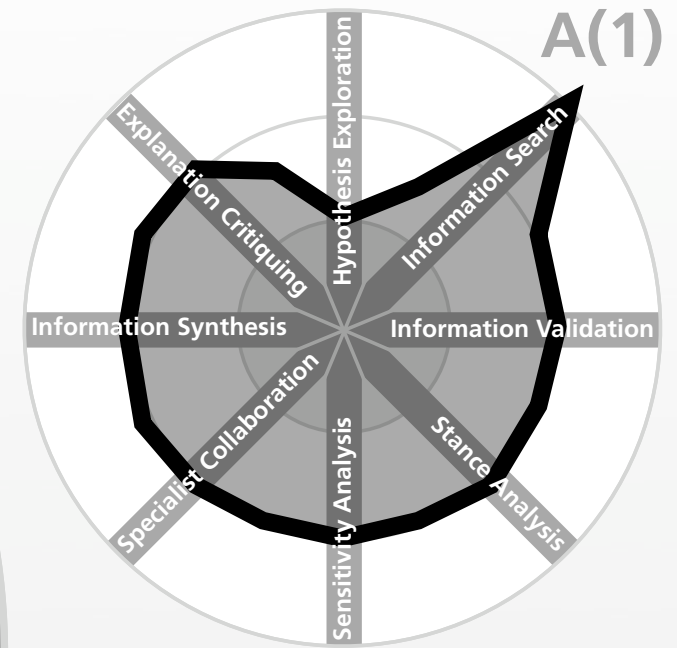 A(1)
Hypothesis Exploration
Information Search
Information Validation
Stance Analysis
Sensitivity Analysis
Specialist Collaboration
Information Synthesis
Explanation Critiquing